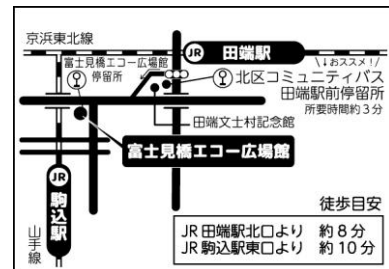 京浜東北線
JR 田端駅
\↓おススメ!/
富士見橋エコー広場館
停留所
北区コミュニティバス
田端駅前停留所
所要時間約3分
田端文士村記念館
富士見橋エコー広場館
JR 駒込駅
山手線
徒歩目安
JR田端駅北口より 約8分
JR駒込駅東口より 約10分